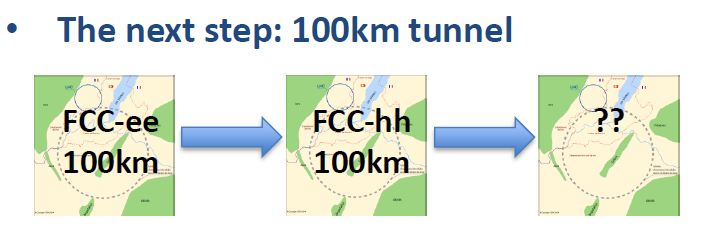 • The next step: 100km tunnel
FCC-ee
100km
FCC-hh
100km
??